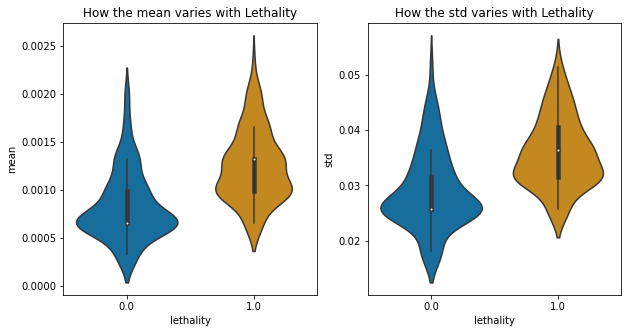 How the mean varies with Lethality
mean
0.0025
0.0020
0.0015
0.0010
0.0005
0.0000
0.0
1.0
lethality
How the std varies with Lethality
std
0.05
0.04
0.03
0.02
0.0
1.0
lethality